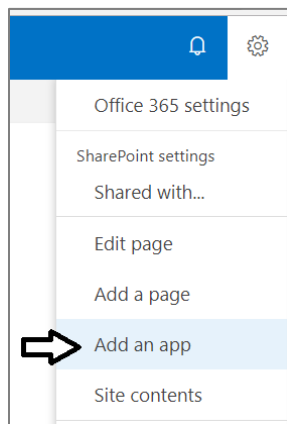 Office 365 settings
SharePoint settings
Shared with...
Edit page
Add a page
Add an app
Site contents